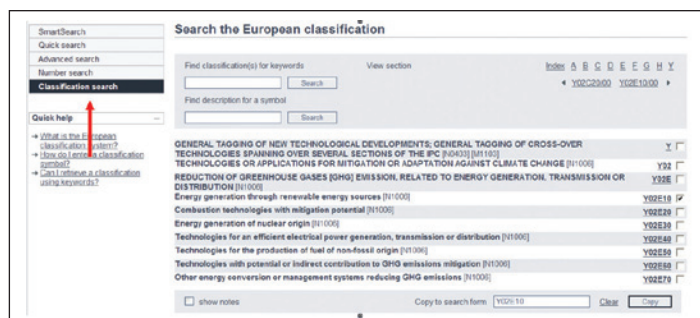 SmartSearch
Quick search
Advanced search
Number search
Classification search
Quick help
→ What is the European
classification system?
→ How do I enter a classification
symbol?
→ Can I retrieve a classification
using keywords?
Search the European classification
Find classification(s) for keywords
View section
Index A B C D E F G H Y
Search
Y02C20/00 Y02E10/00
Find description for a symbol
Search
GENERAL TAGGING OF NEW TECHNOLOGICAL DEVELOPMENTS; GENERAL TAGGING OF CROSS-OVER
TECHNOLOGIES SPANNING OVER SEVERAL SECTIONS OF THE IPC [N0403] [M1103]
Y
TECHNOLOGIES OR APPLICATIONS FOR MITIGATION OR ADAPTATION AGAINST CLIMATE CHANGE [N1006]
Y02
REDUCTION OF GREENHOUSE GASES [GHG] EMISSION, RELATED TO ENERGY GENERATION, TRANSMISSION OR
DISTRIBUTION [N1006]
Y02E
Energy generation through renewable energy sources [N1006] Y02E10
Combustion technologies with mitigation potential [N1006] Y02E20
Energy generation of nuclear origin [N1006] Y02E30
Technologies for an efficient electrical power generation, transmission or distribution [N1006] Y02E40
Technologies for the production of fuel of non-fossil origin [N1006] Y02E50
Technologies with potential or indirect contribution to GHG emissions mitigation [N1006] Y02E60
Other energy conversion or management systems reducing GHG emissions [N1006] Y02E70
show notes
Copy to search form Y02E10 Clear Copy